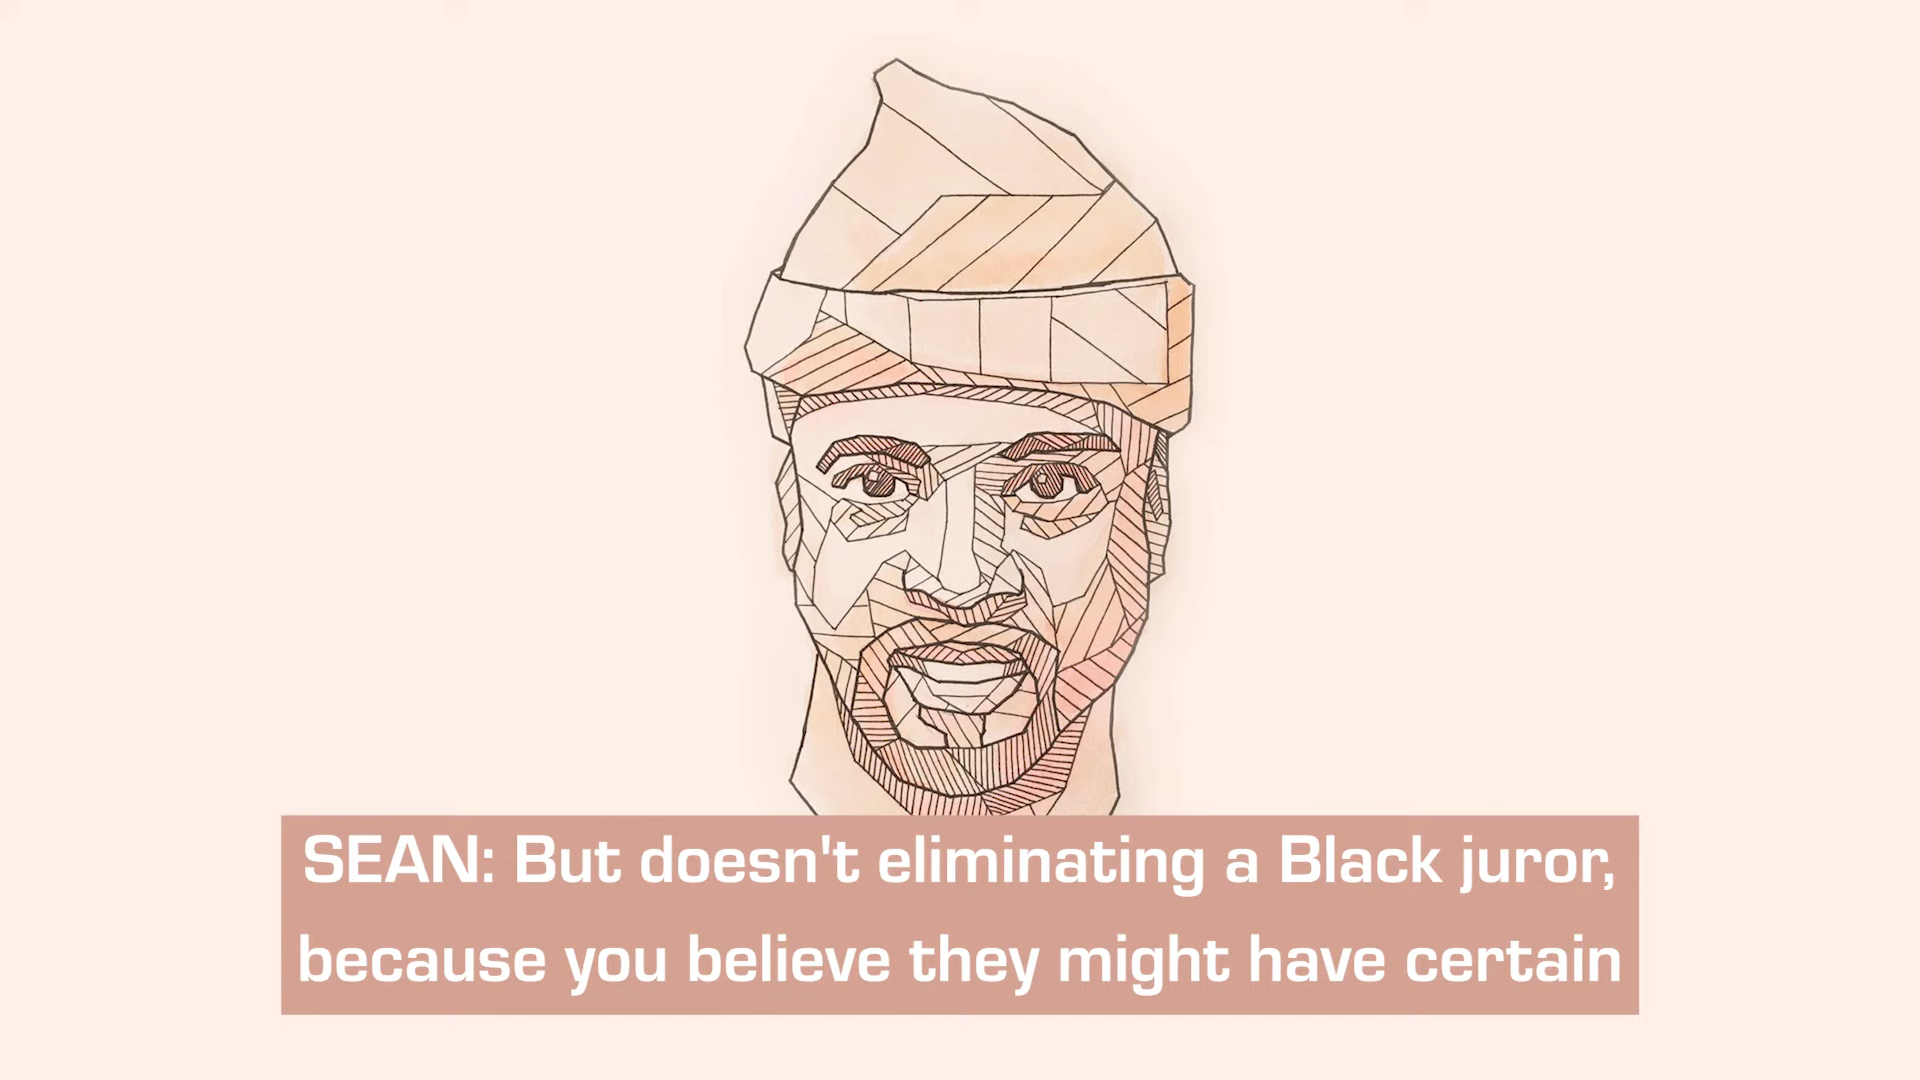 SEAN: But doesn't eliminating a Black juror,
because you believe they might have certain